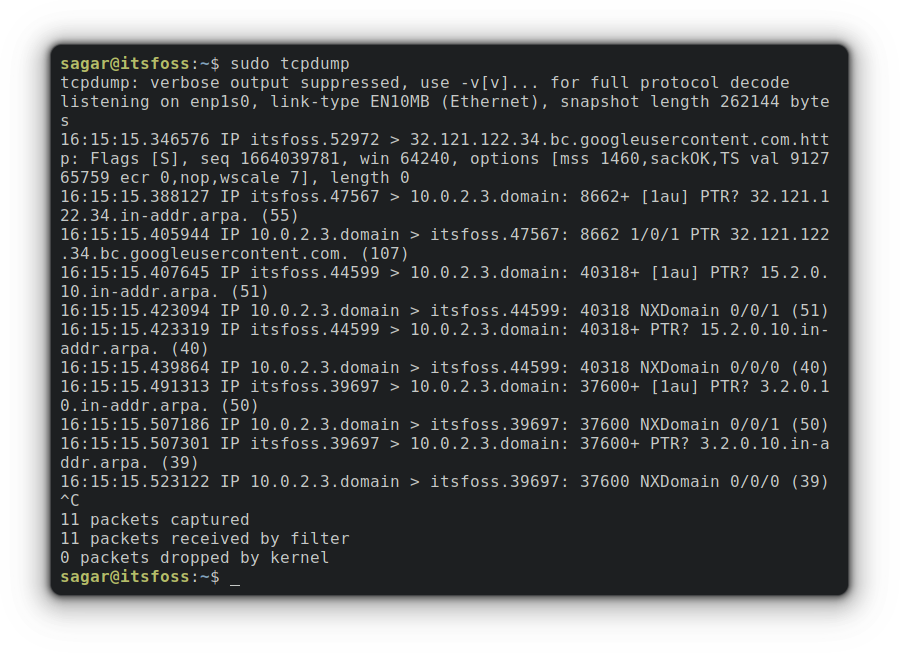 sagar@itsfoss:~$ sudo tcpdump
tcpdump: verbose output suppressed, use -v[v]... for full protocol decode
listening on enp1s0, link-type EN10MB (Ethernet), snapshot length 262144 byte
s
16:15:15.346576 IP itsfoss.52972 > 32.121.122.34.bc.googleusercontent.com.htt
p: Flags [S], seq 1664039781, win 64240, options [mss 1460,sackOK,TS val 9127
65759 ecr 0,nop,wscale 7], length 0
16:15:15.388127 IP itsfoss.47567 > 10.0.2.3.domain: 8662+ [1au] PTR? 32.121.1
22.34.in-addr.arpa. (55)
16:15:15.405944 IP 10.0.2.3.domain > itsfoss.47567: 8662 1/0/1 PTR 32.121.122
.34.bc.googleusercontent.com. (107)
16:15:15.407645 IP itsfoss.44599 > 10.0.2.3.domain: 40318+ [1au] PTR? 15.2.0.
10.in-addr.arpa. (51)
16:15:15.423094 IP 10.0.2.3.domain > itsfoss.44599: 40318 NXDomain 0/0/1 (51)
16:15:15.423319 IP itsfoss.44599 > 10.0.2.3.domain: 40318+ PTR? 15.2.0.10.in-
addr.arpa. (40)
16:15:15.439864 IP 10.0.2.3.domain > itsfoss.44599: 40318 NXDomain 0/0/0 (40)
16:15:15.491313 IP itsfoss.39697 > 10.0.2.3.domain: 37600+ [1au] PTR? 3.2.0.1
0.in-addr.arpa. (50)
16:15:15.507186 IP 10.0.2.3.domain > itsfoss.39697: 37600 NXDomain 0/0/1 (50)
16:15:15.507301 IP itsfoss.39697 > 10.0.2.3.domain: 37600+ PTR? 3.2.0.10.in-a
ddr.arpa. (39)
16:15:15.523122 IP 10.0.2.3.domain > itsfoss.39697: 37600 NXDomain 0/0/0 (39)
^C
11 packets captured
11 packets received by filter
0 packets dropped by kernel
sagar@itsfoss:~$ _